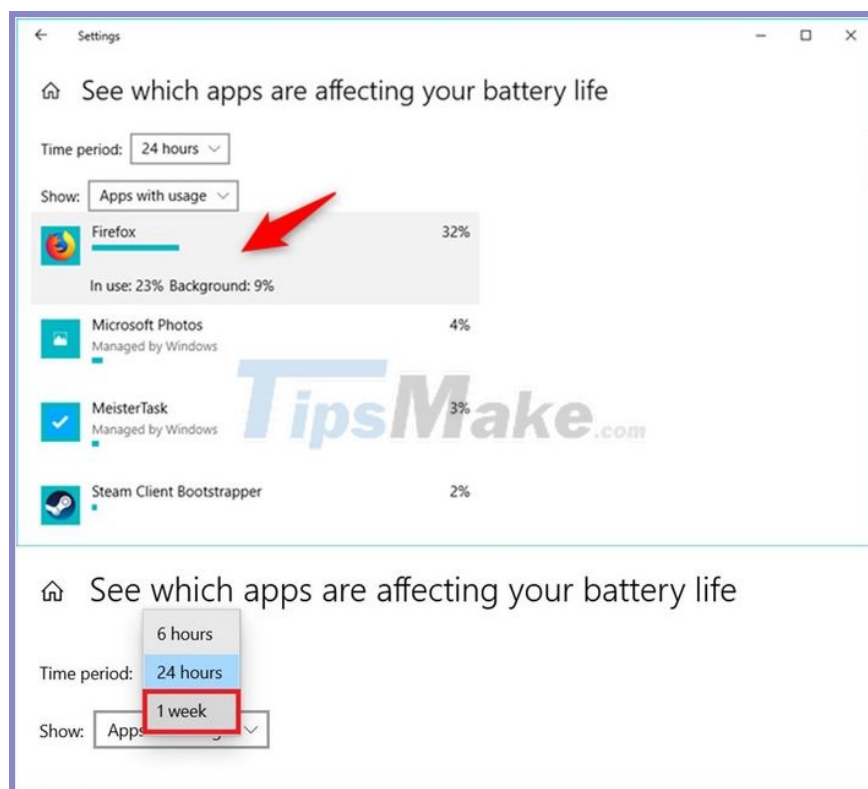 Settings
See which apps are affecting your battery life
Time period: 24 hours
Show: Apps with usage
Firefox 32%
In use: 23% Background: 9%
Microsoft Photos 4%
Managed by Windows
TipsMake.com
MeisterTask 3%
Managed by Windows
Steam Client Bootstrapper 2%
See which apps are affecting your battery life
6 hours
Time period: 24 hours
1 week
Show: Apps